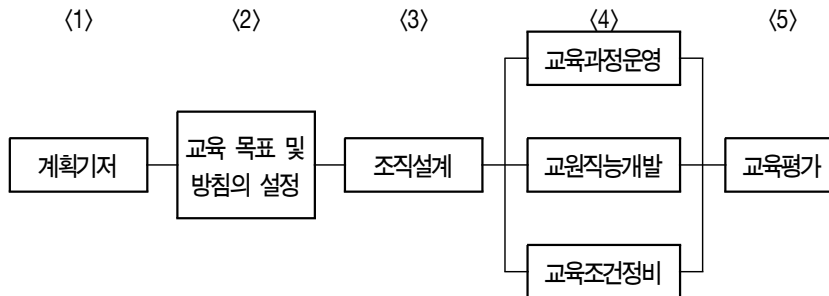 〈1〉 〈2〉 〈3〉 〈4〉 〈5〉
교육과정운영
계획기저
교육 목표 및
방침의 설정
조직설계
교원직능개발
교육평가
교육조건정비